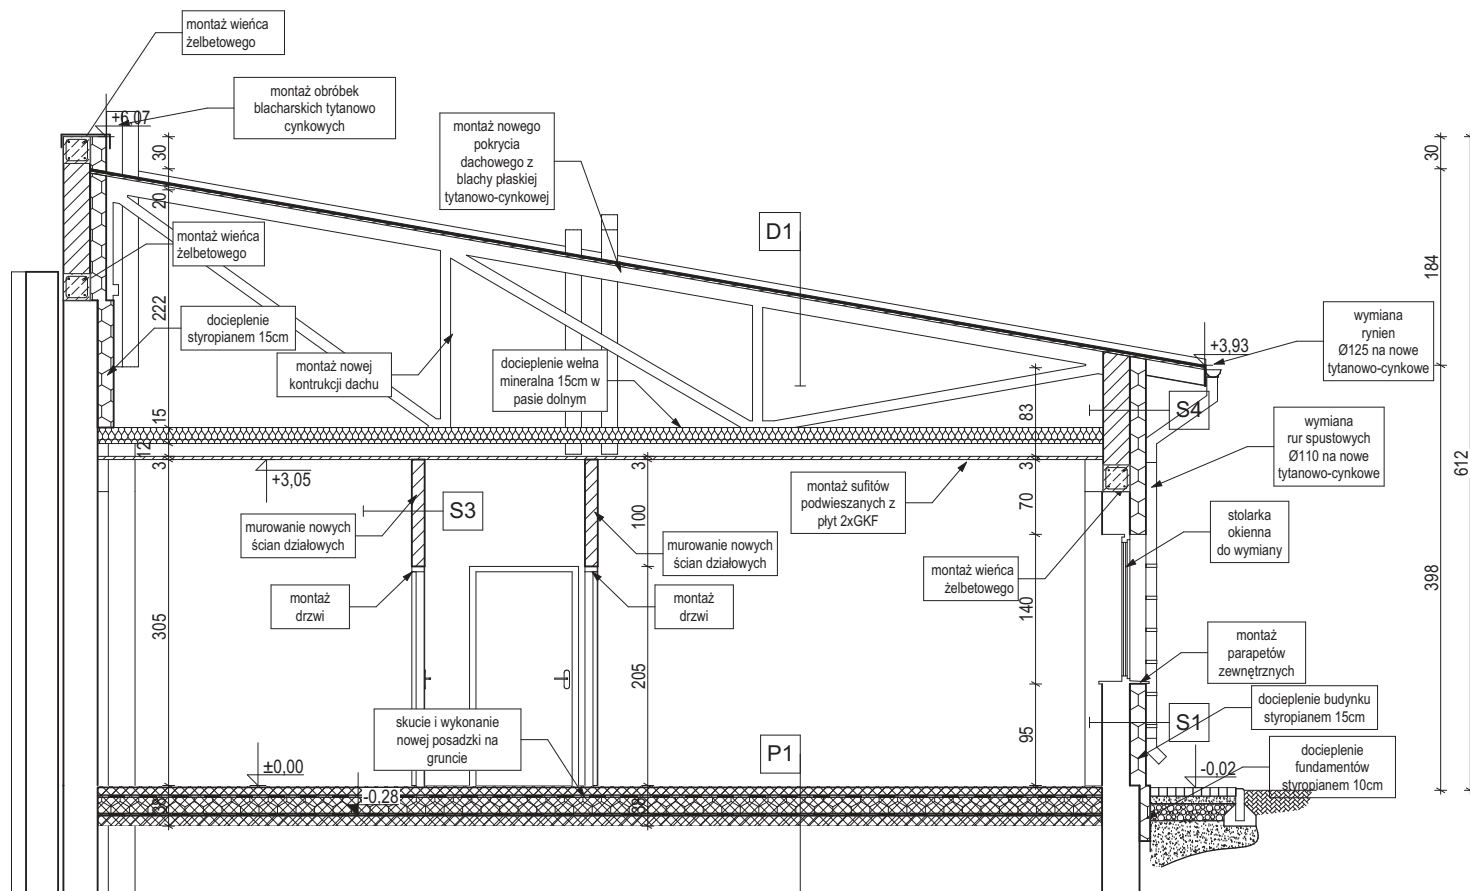 montaż wieńca
żelbetowego
montaż obróbek
blacharskich tytanowo
cynkowych
+6,07
montaż nowego
pokrycia
dachowego z
blachy płaskiej
tytanowo-cynkowej
30
30
20
D1
montaż wieńca
żelbetowego
184
222
docieplenie
styropianem 15cm
montaż nowej
kontrukcji dachu
docieplenie wełna
mineralna 15cm w
pasie dolnym
+3,93
wymiana
rynien
Ø125 na nowe
tytanowo-cynkowe
15
83
S4
wymiana
rur spustowych
Ø110 na nowe
tytanowo-cynkowe
12
3
3
3
612
+3,05
montaż sufitów
podwieszanych z
płyt 2xGKF
S3
murowanie nowych
ścian działowych
100
murowanie nowych
ścian działowych
70
stolarka
okienna
do wymiany
montaż
drzwi
montaż
drzwi
montaż wieńca
żelbetowego
398
140
305
205
montaż
parapetów
zewnętrznych
docieplenie budynku
styropianem 15cm
skucie i wykonanie
nowej posadzki na
gruncie
95
S1
P1
±0,00
-0,02
docieplenie
fundamentów
styropianem 10cm
-0,28
38
38